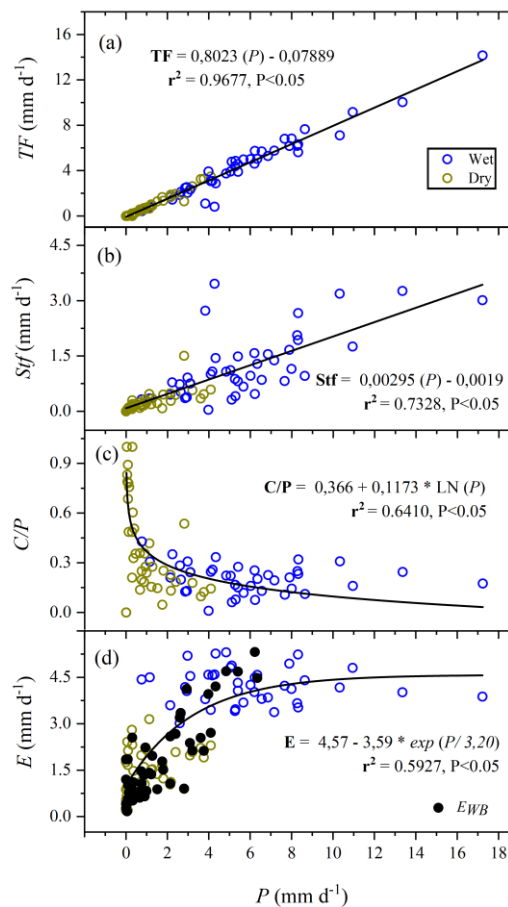 (a)
TF = 0,8023 (P) - 0,07889
r² = 0.9677, P<0.05
16
12
8
4
0
TF (mm d⁻¹)
Wet
Dry
(b)
4.5
3.0
1.5
0.0
Stf (mm d⁻¹)
Stf = 0,00295 (P) - 0,0019
r² = 0.7328, P<0.05
(c)
0.9
0.6
0.3
0.0
C/P
C/P = 0,366 + 0,1173 * LN (P)
r² = 0.6410, P<0.05
(d)
4.5
3.0
1.5
0.0
E (mm d⁻¹)
E = 4,57 - 3,59 * exp (P/ 3,20)
r² = 0.5927, P<0.05
E_WB
0 2 4 6 8 10 12 14 16 18
P (mm d⁻¹)